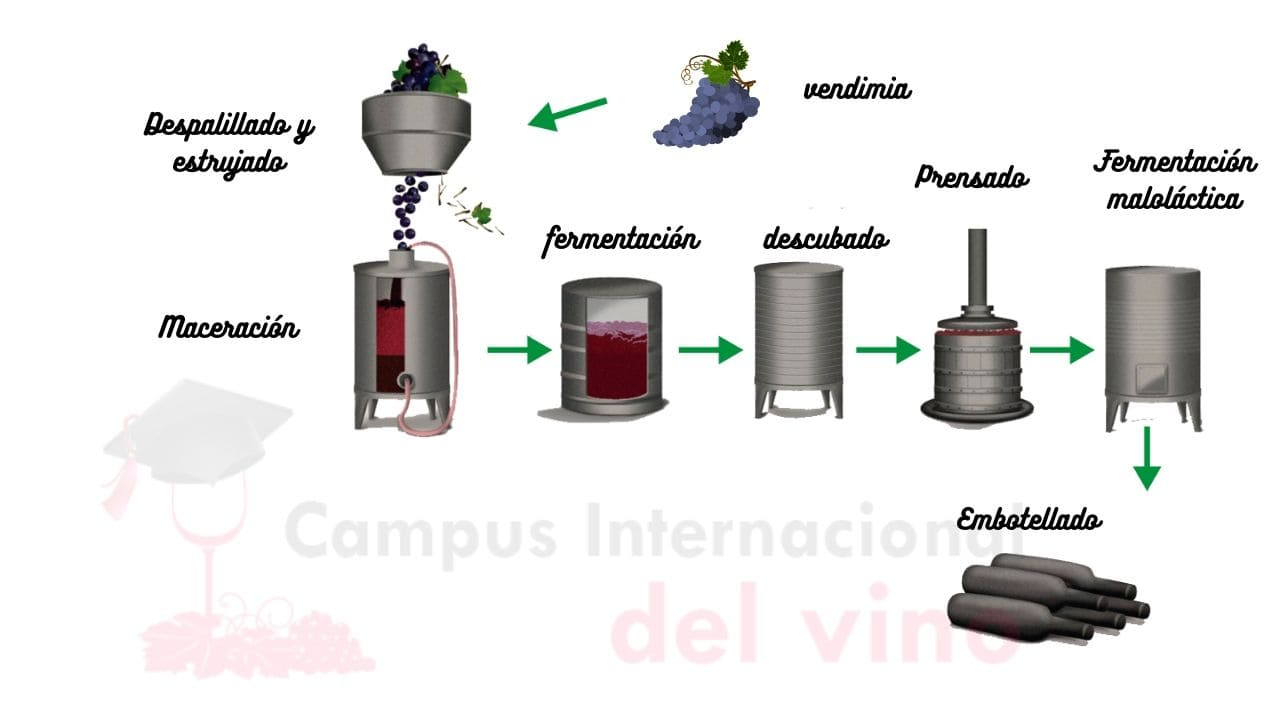 vendimia
Despalillado y
estrujado
Prensado
Fermentación
maloláctica
fermentación
descubado
Maceración
Embotellado
Campus Internacional
del vino